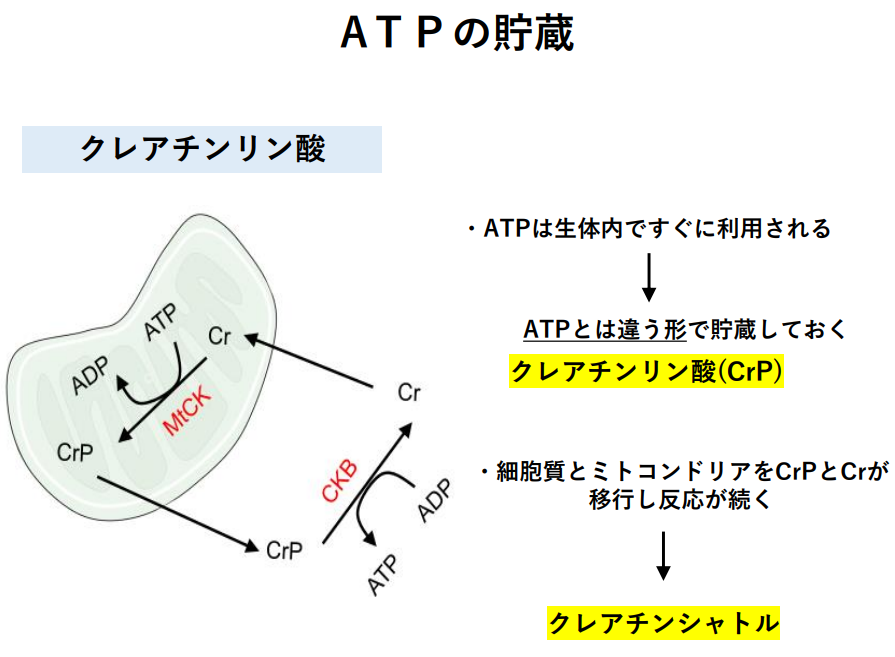 ATPの貯蔵
クレアチンリン酸
・ATPは生体内ですぐに利用される
ATPとは違う形で貯蔵しておく
クレアチンリン酸(CrP)
・細胞質とミトコンドリアをCrPとCrが
移行し反応が続く
クレアチンシャトル
ATP
Cr
ADP
MtCK
CrP
Cr
CKB
ADP
CrP
ATP